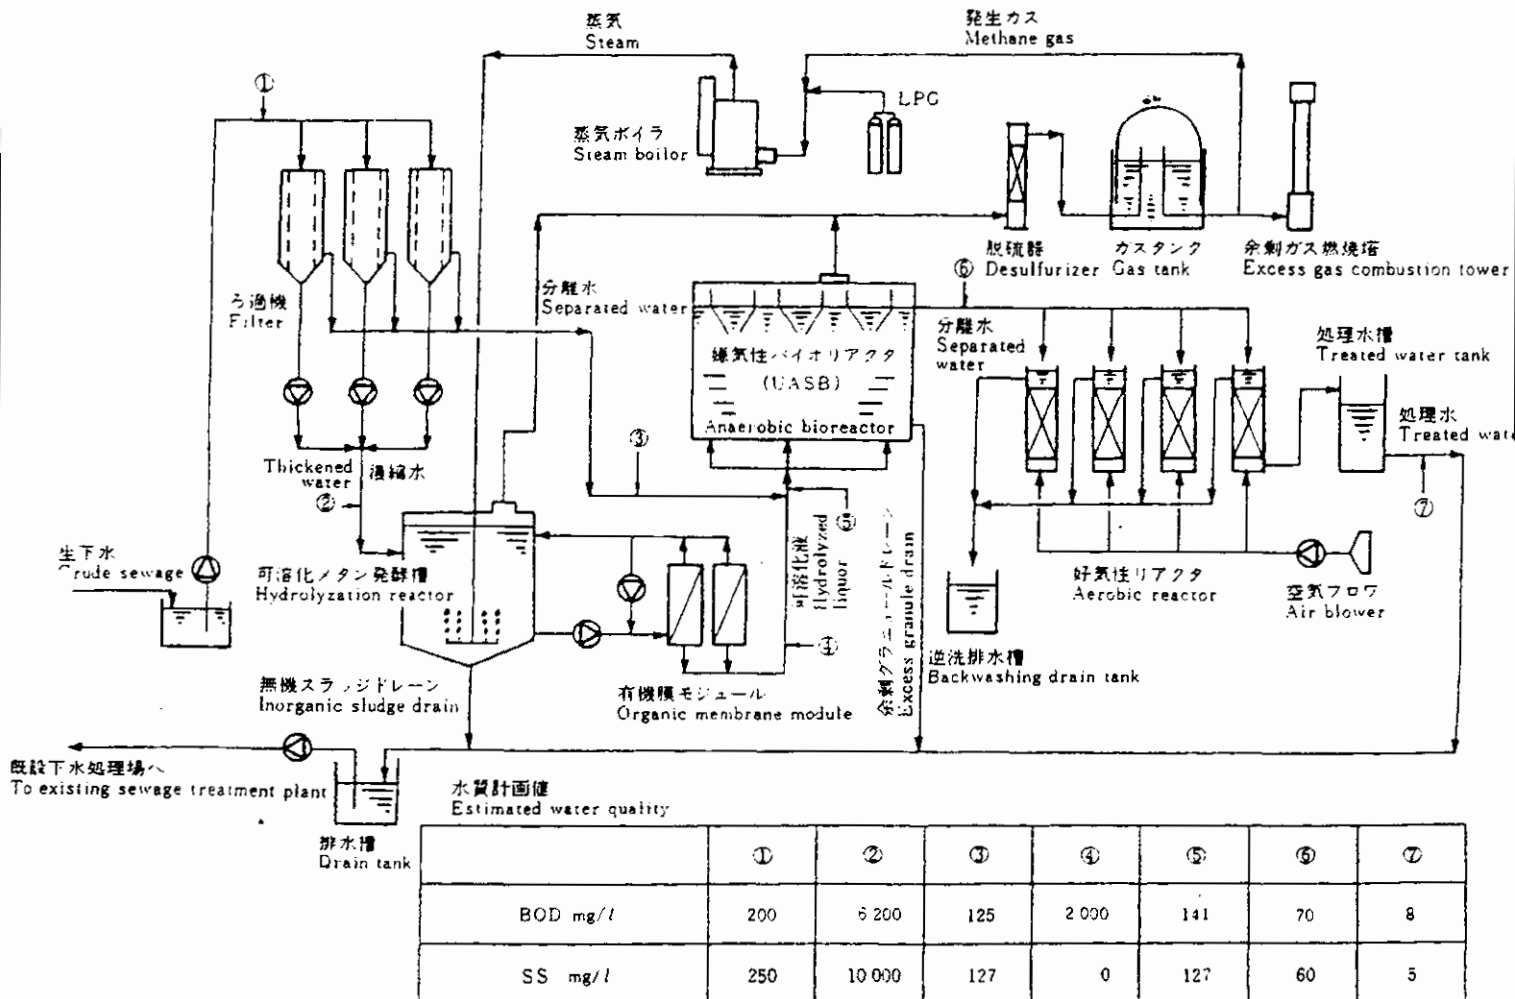 蒸気
Steam
発生ガス
Methane gas
①
LPG
蒸気ボイラ
Steam boilor
脱硫器
Desulfurizer
ガスタンク
Gas tank
余剰ガス燃焼塔
Excess gas combustion tower
⑥
ろ過機
Filter
分離水
Separated water
嫌気性バイオリアクタ
(UASB)
Anaerobic bioreactor
分離水
Separated
water
処理水槽
Treated water tank
処理水
Treated wate
Thickened
water
濃縮水
②
③
⑤
⑦
生下水
Crude sewage
可溶化メタン発酵槽
Hydrolyzation reactor
可溶化液
Hydrolyzed
liquor
④
余剰グラニュールドレーン
Excess granule drain
好気性リアクタ
Aerobic reactor
空気ブロワ
Air blower
逆洗排水槽
Backwashing drain tank
無機スラッジドレーン
Inorganic sludge drain
有機膜モジュール
Organic membrane module
既設下水処理場へ
To existing sewage treatment plant
排水槽
Drain tank
水質計画値
Estimated water quality
① ② ③ ④ ⑤ ⑥ ⑦
BOD mg/l 200 6 200 125 2 000 141 70 8
SS mg/l 250 10 000 127 0 127 60 5